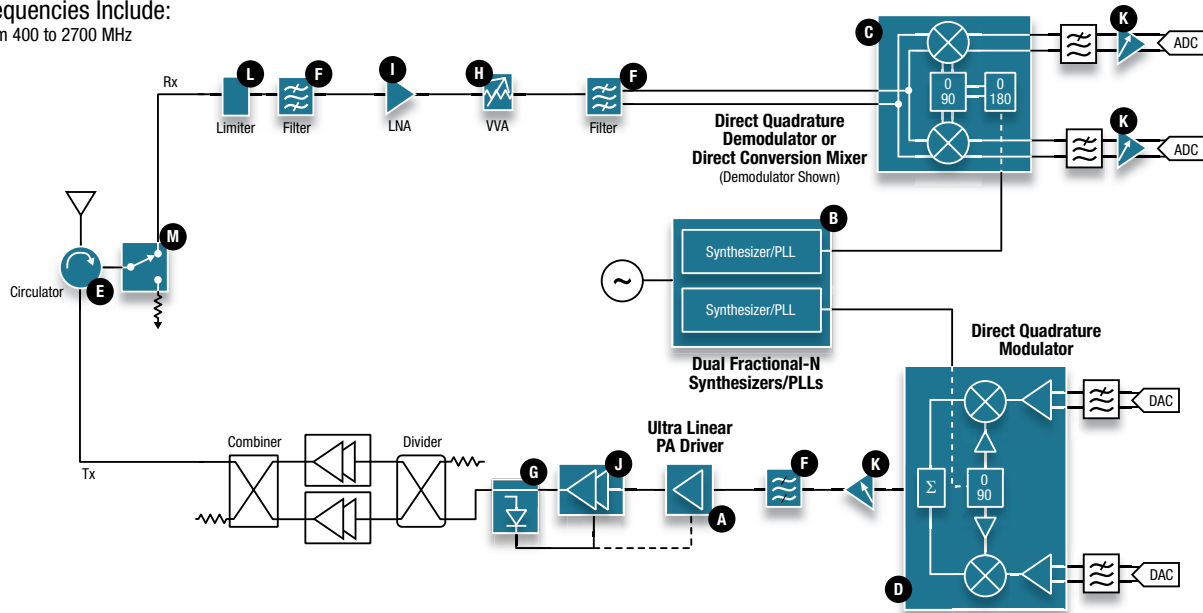 equencies Include:
m 400 to 2700 MHz
Rx
L
Limiter
F
Filter
I
LNA
H
VVA
F
Filter
Direct Quadrature
Demodulator or
Direct Conversion Mixer
(Demodulator Shown)
C
0
90
0
180
K
ADC
K
ADC
M
E
Circulator
B
Synthesizer/PLL
~
Synthesizer/PLL
Dual Fractional-N
Synthesizers/PLLs
Direct Quadrature
Modulator
DAC
Σ
0
90
DAC
D
K
F
Ultra Linear
PA Driver
A
J
G
Divider
Combiner
Tx